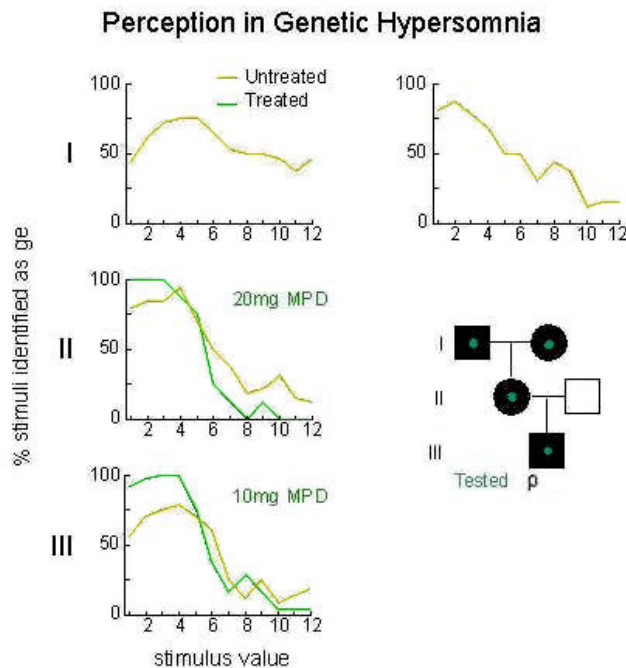 Perception in Genetic Hypersomnia
Untreated
Treated
100
50
0
2 4 6 8 10 12
I
100
50
0
2 4 6 8 10 12
% stimuli identified as ge
II
100
50
0
20mg MPD
2 4 6 8 10 12
I
II
III
Tested ρ
III
100
50
0
10mg MPD
2 4 6 8 10 12
stimulus value